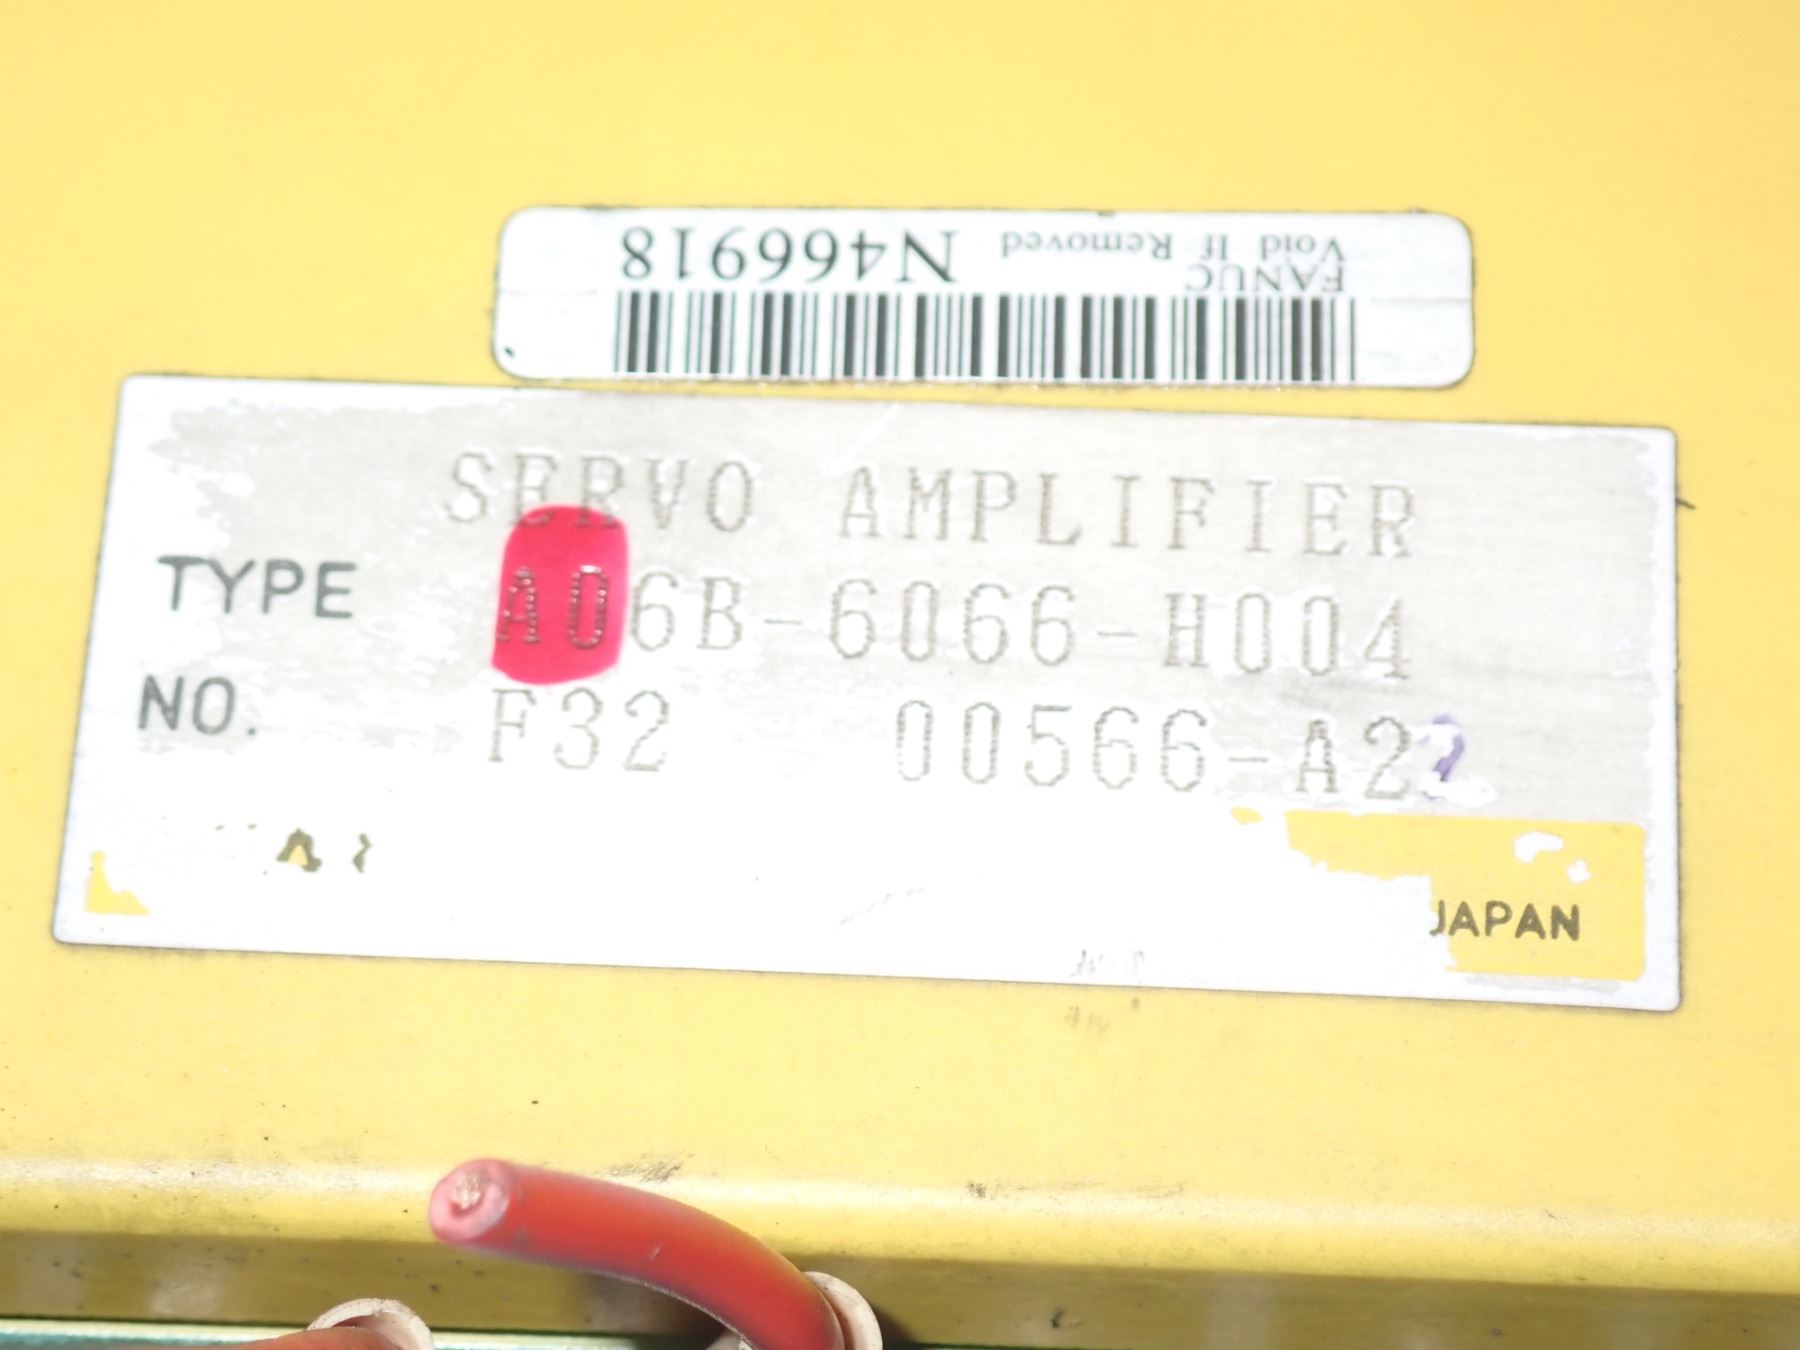 FANUC
Void If Removed N466918
SERVO AMPLIFIER
TYPE A06B-6066-H004
NO. F32 00566-A2
JAPAN